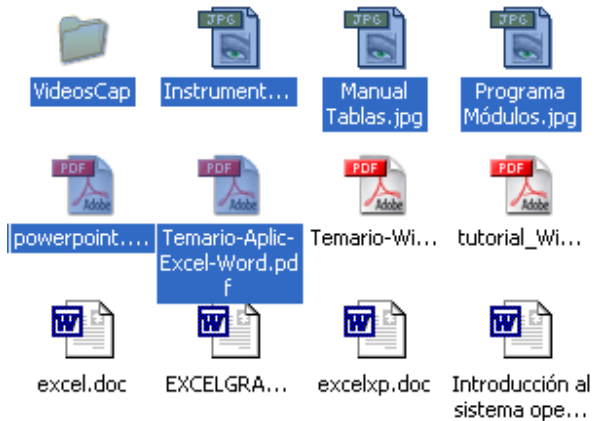 JPG JPG JPG
VideosCap Instrument... Manual Programa
Tablas.jpg Módulos.jpg
PDF PDF PDF PDF
Adobe Adobe Adobe Adobe
powerpoint.... Temario-Aplic- Temario-Wi... tutorial_Wi...
Excel-Word.pd
f
W W W W
excel.doc EXCELGRA... excelxp.doc Introducción al
sistema ope...